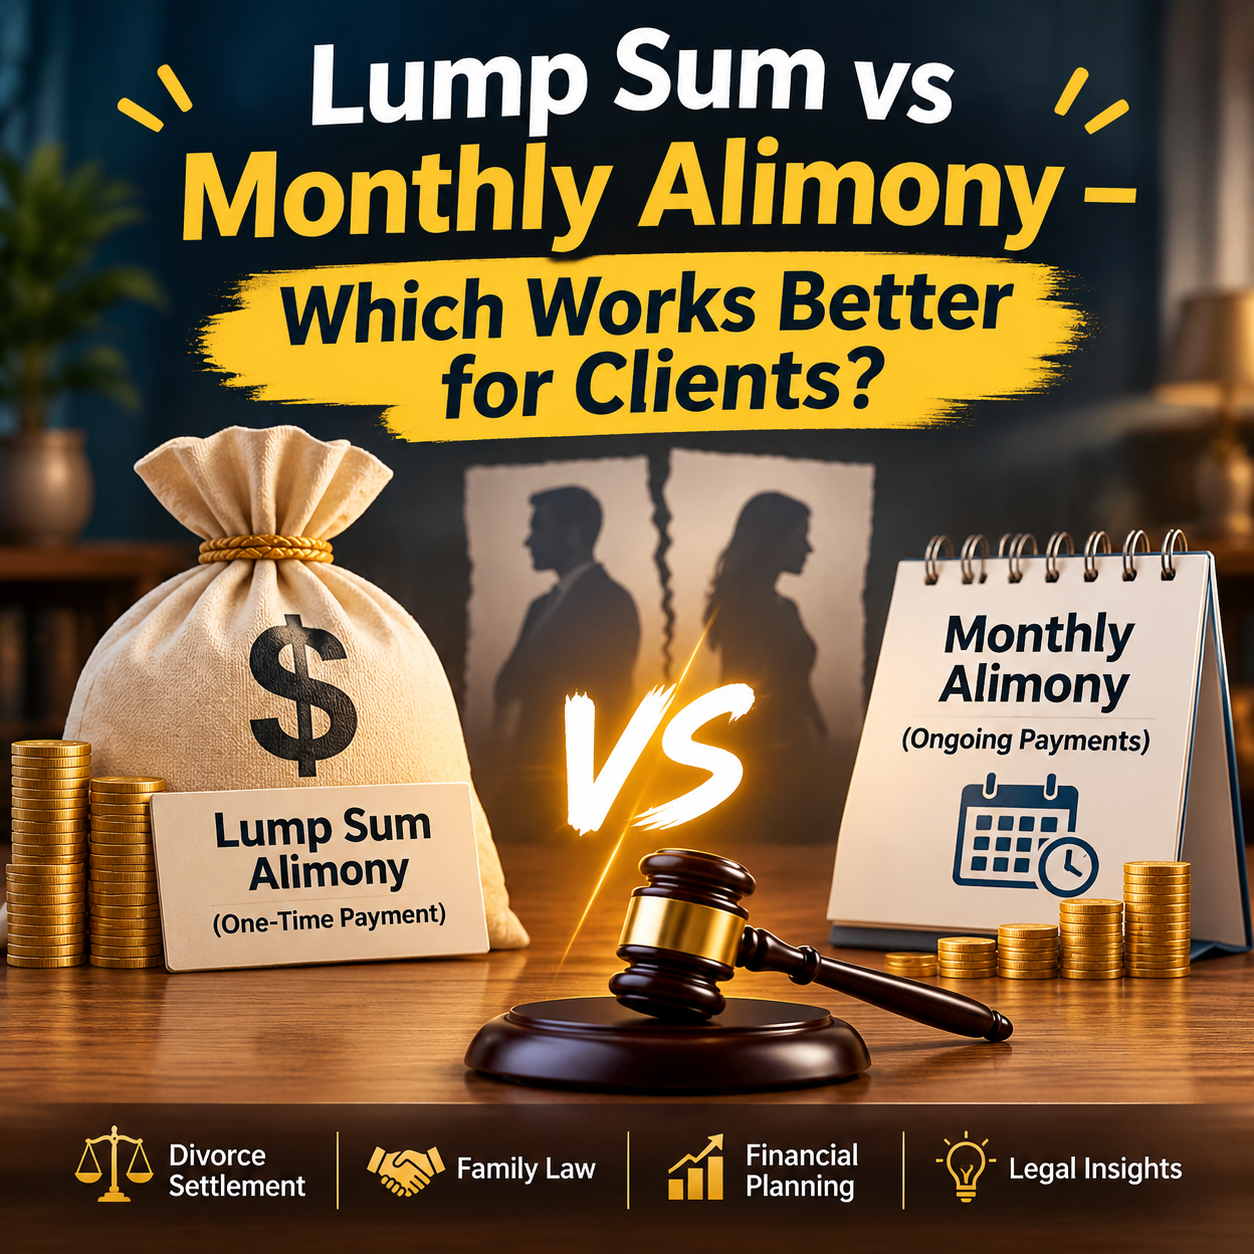 Lump Sum vs
Monthly Alimony –
Which Works Better
for Clients?
$
Lump Sum
Alimony
(One-Time Payment)
VS
Monthly
Alimony
(Ongoing Payments)
Divorce
Settlement
Family Law
Financial
Planning
Legal Insights